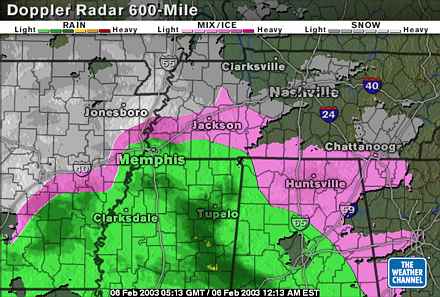 Doppler Radar 600-Mile
RAIN MIX/ICE SNOW
Light Heavy Light Heavy Light Heavy
55
Clarksville
Nashville
40
Jonesboro
24
Jackson
Chattanoogr
Memphis
40
Huntsville
Clarksdale
Tupelo
59
65
THE
WEATHER
CHANNEL
06 Feb 2003 05:13 GMT / 06 Feb 2003 12:13 AM EST